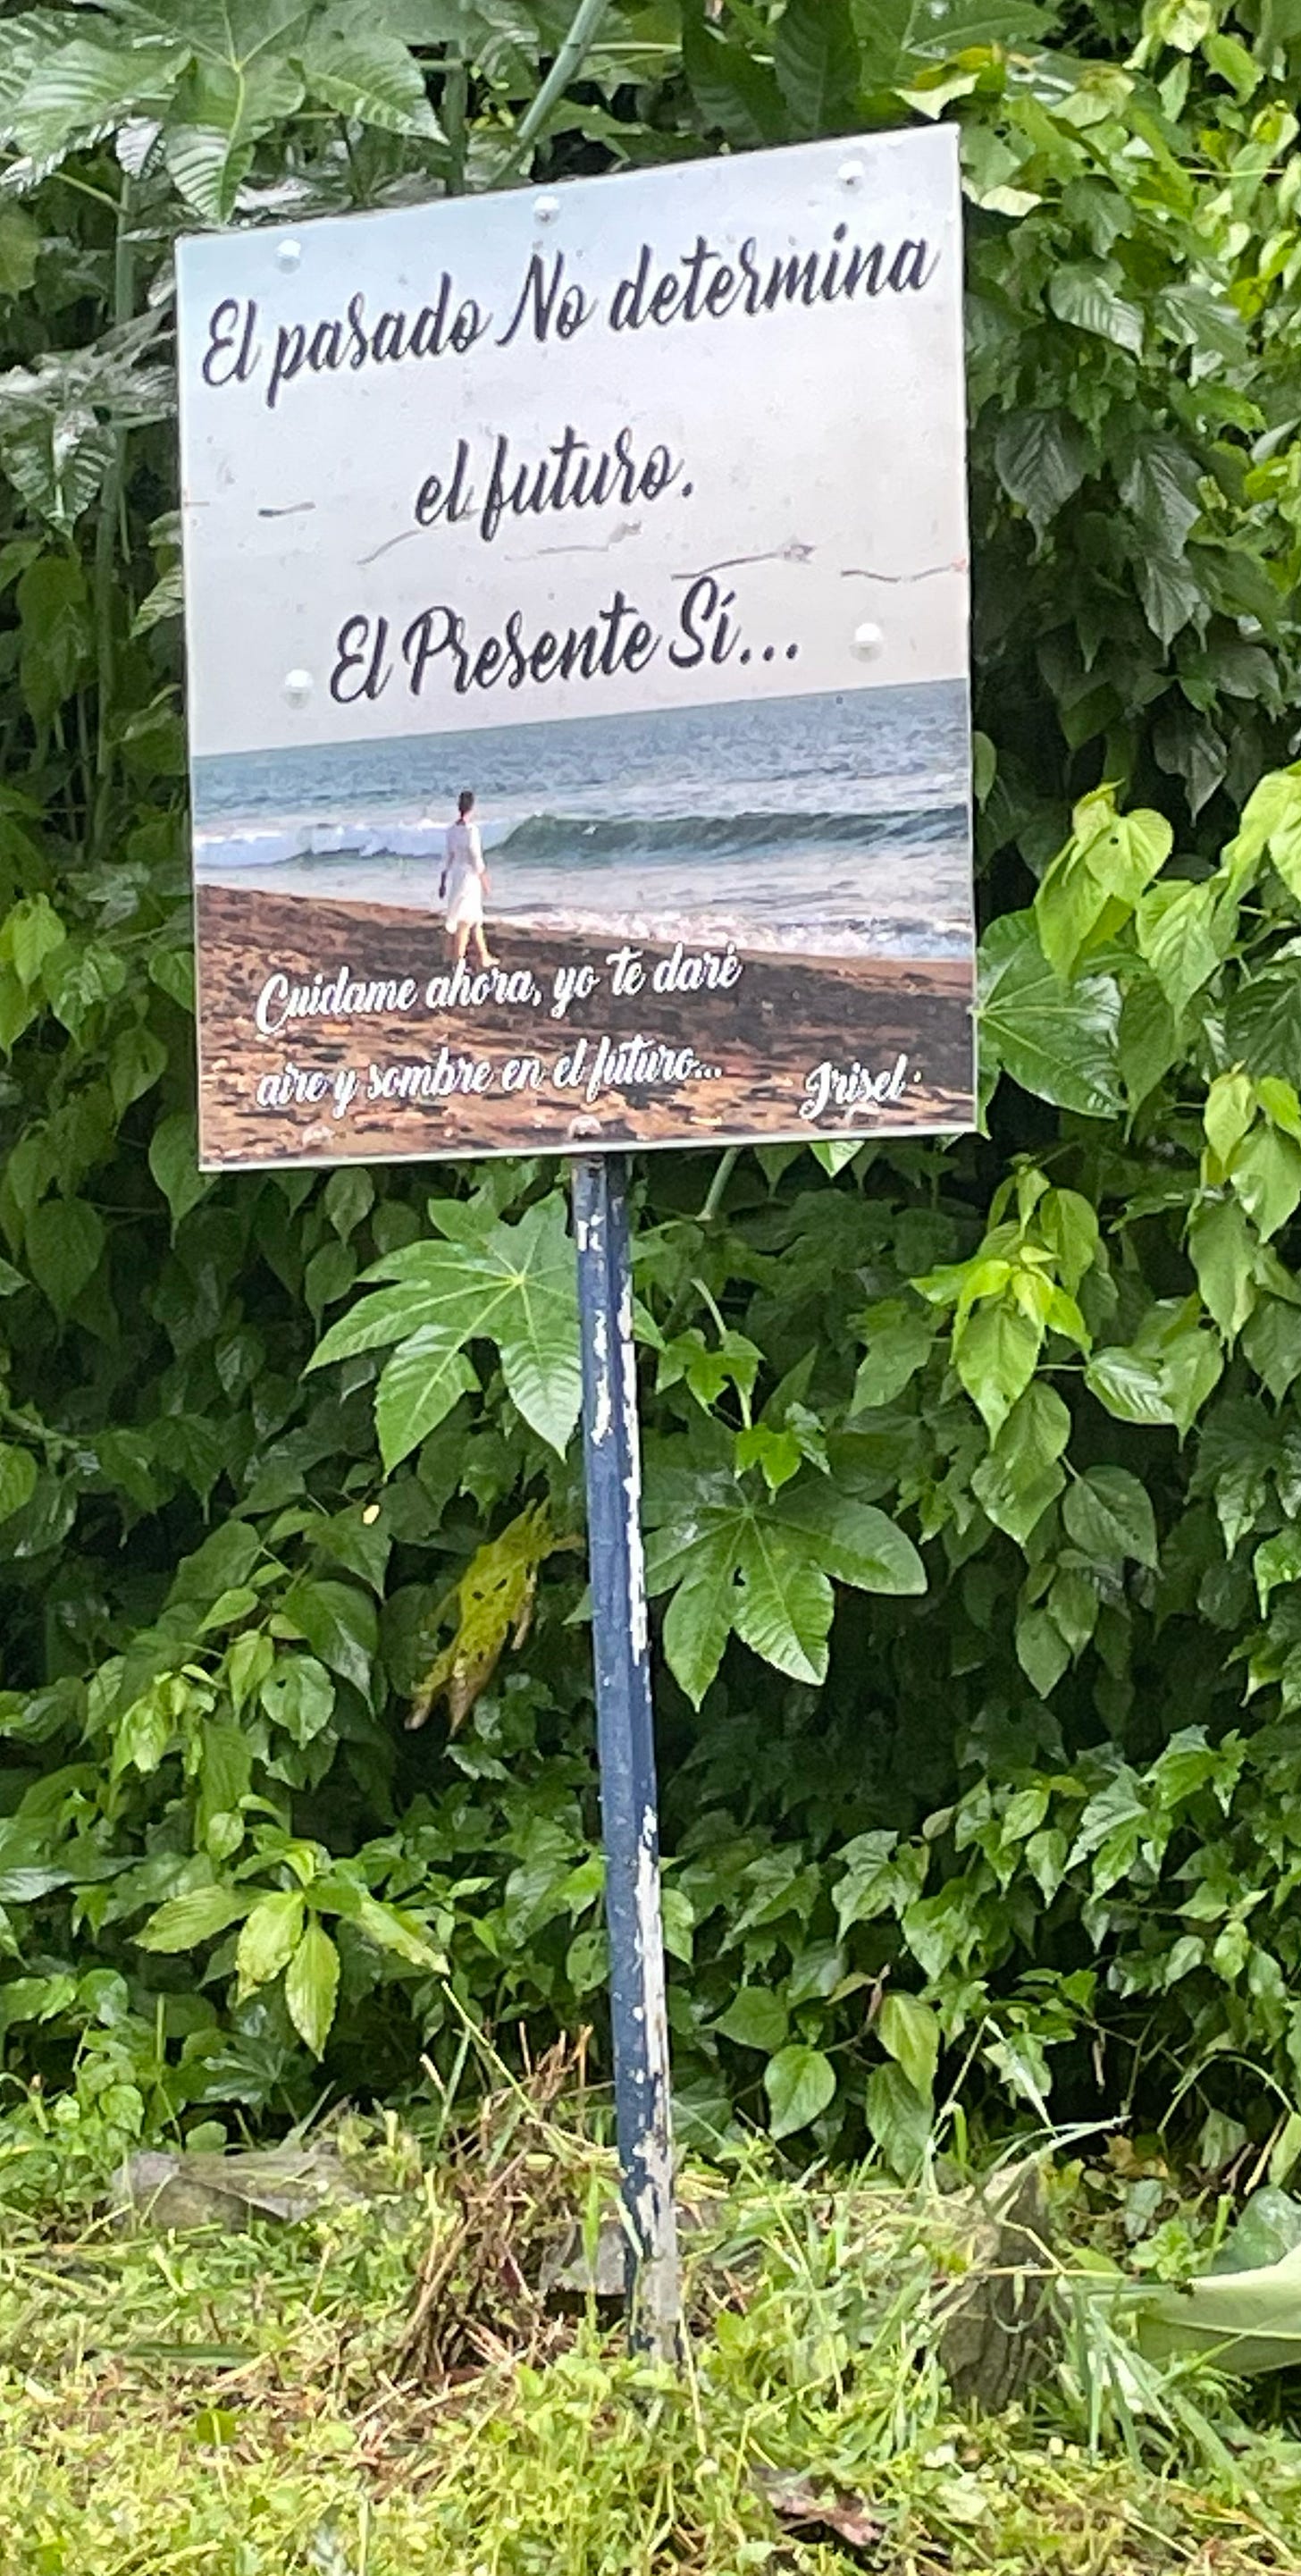 El pasado No determina
el futuro.
El Presente Sí...
Cuidame ahora, yo te daré
aire y sombre en el futuro...
Irisel